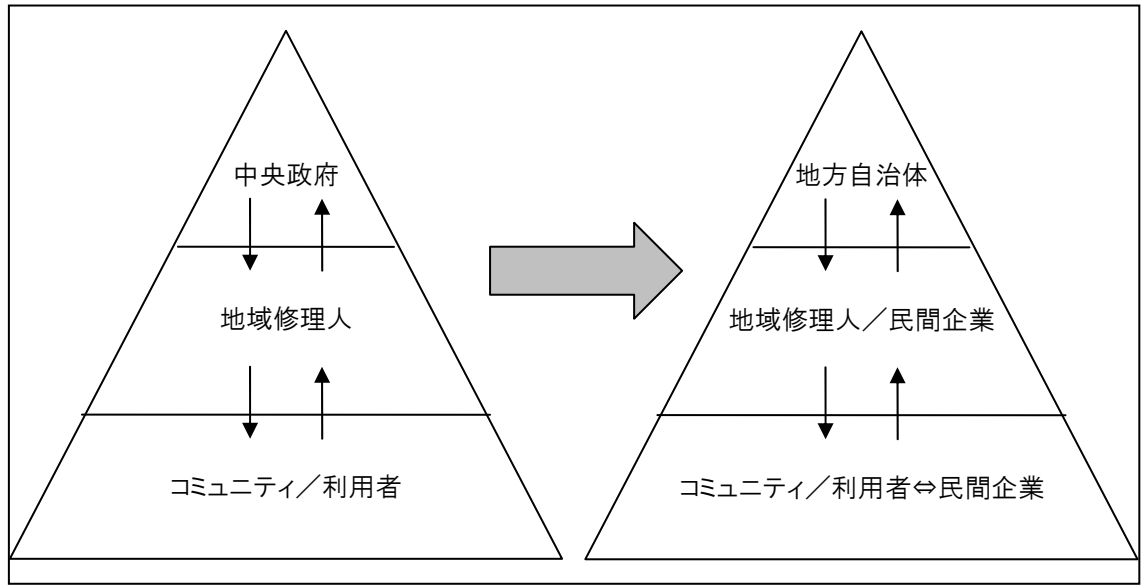 中央政府
地域修理人
コミュニティ／利用者
地方自治体
地域修理人／民間企業
コミュニティ／利用者⇔民間企業